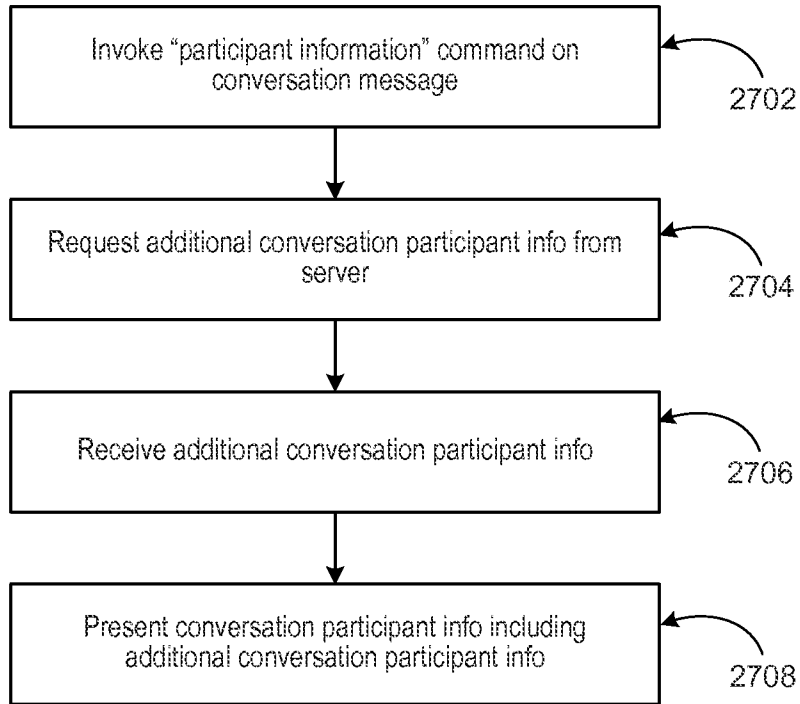 Invoke “participant information” command on
conversation message
2702
Request additional conversation participant info from
server
2704
Receive additional conversation participant info
2706
Present conversation participant info including
additional conversation participant info
2708